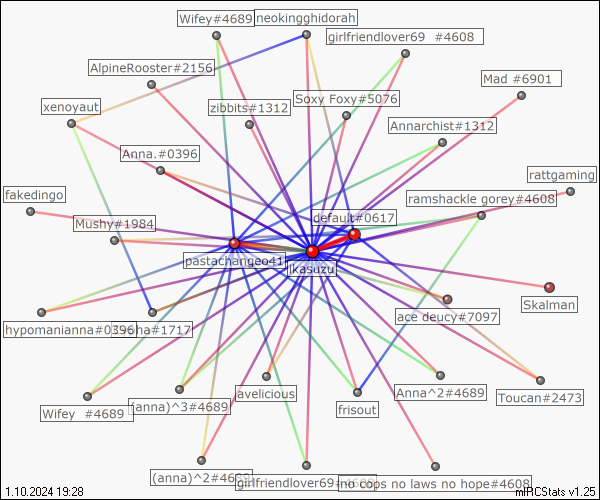 Wifey#4689
neokingghidorah
girlfriendlover69 #4608
AlpineRooster#2156
Mad #6901
xenoyaut
zibbits#1312
Soxy Foxy#5076
Annarchist#1312
Anna.#0396
rattgaming
fakedingo
ramshackle gorey#4608
Mushy#1984
default#0617
pastachangeo41
kasuzu
Skalman
hypomanianna#0396
ha#1717
ace deucy#7097
Wifey #4689
(anna)^3#4689
avelicious
frisout
Anna^2#4689
Toucan#2473
(anna)^2#4689
girlfriendlover69#
no cops no laws no hope#4608
1.10.2024 19:28
mIRCStats v1.25